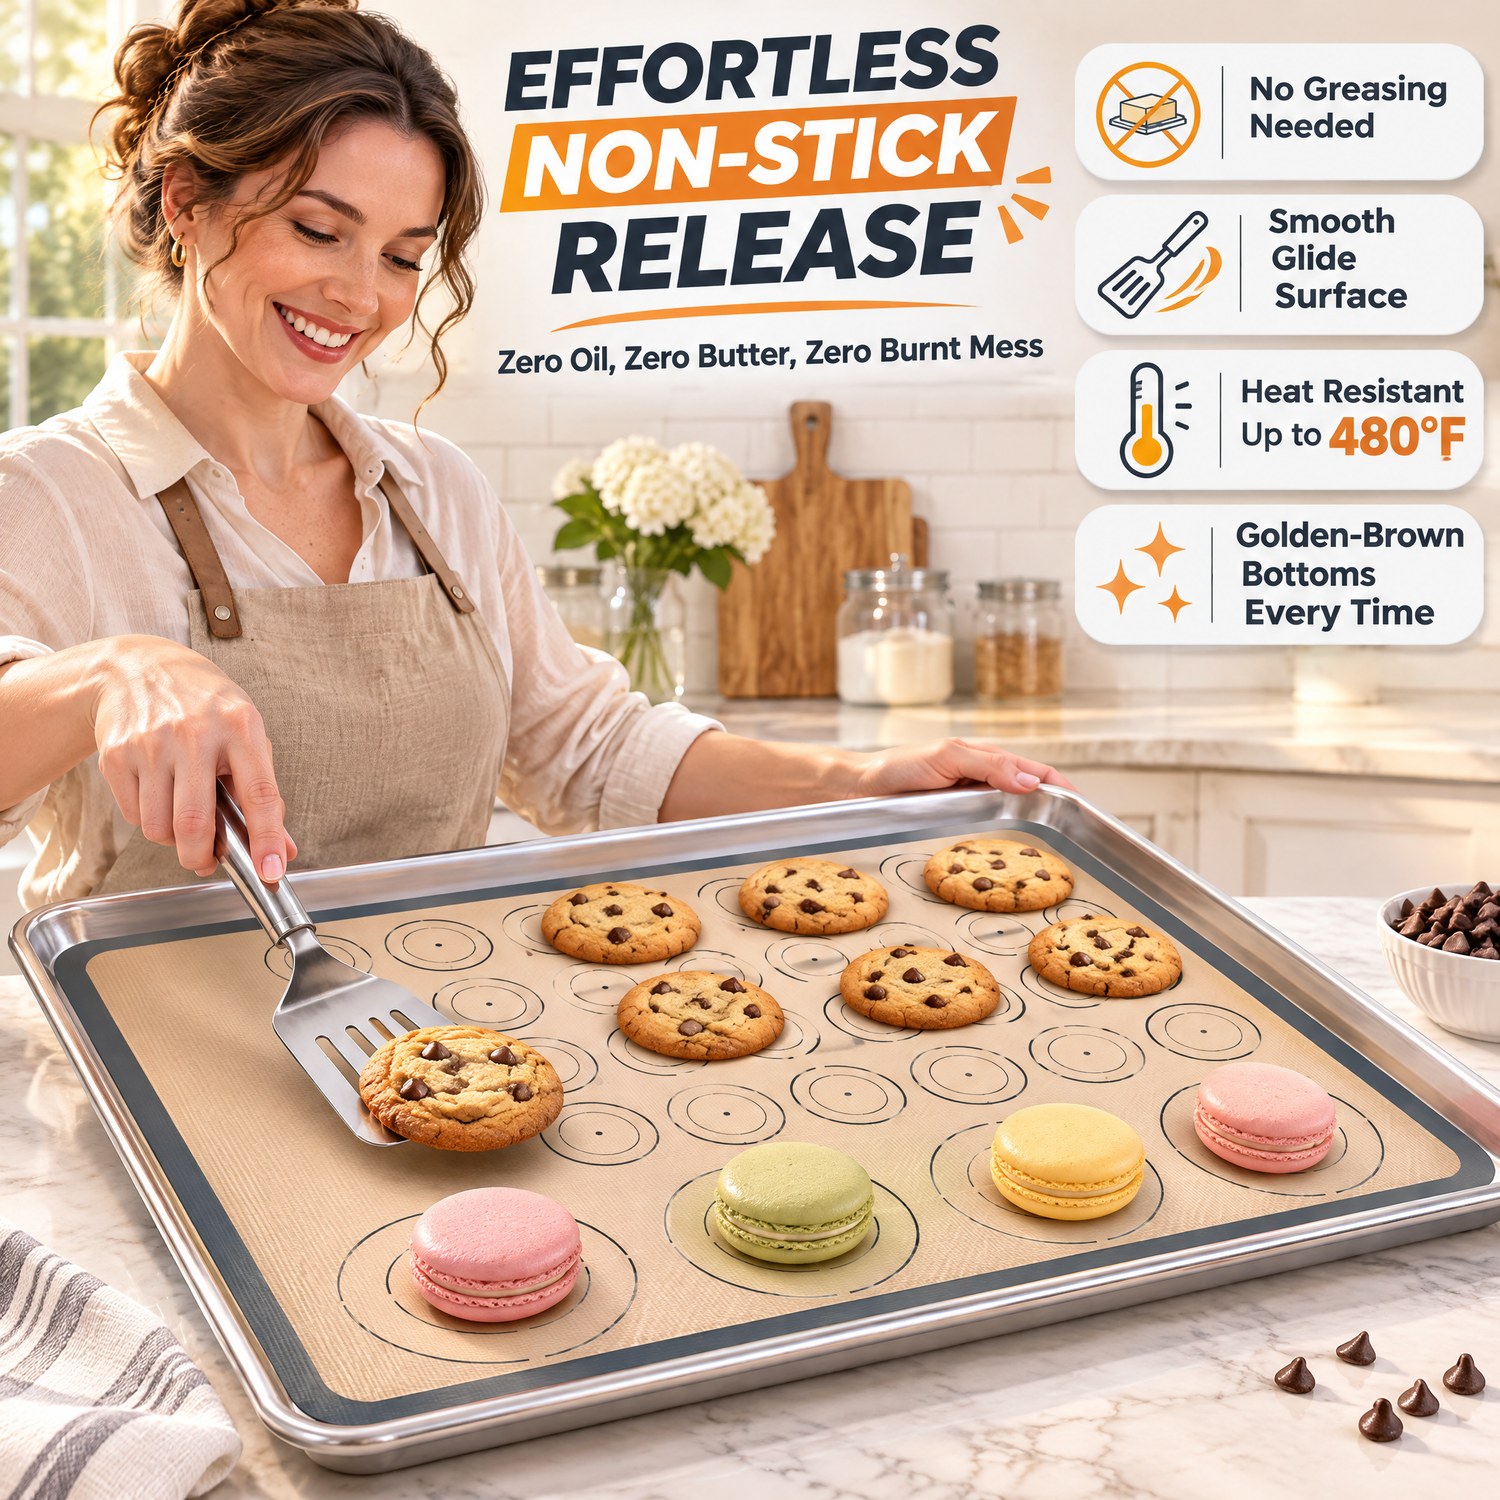 EFFORTLESS
NON-STICK
RELEASE
Zero Oil, Zero Butter, Zero Burnt Mess
No Greasing
Needed
Smooth
Glide
Surface
Heat Resistant
Up to 480°F
Golden-Brown
Bottoms
Every Time